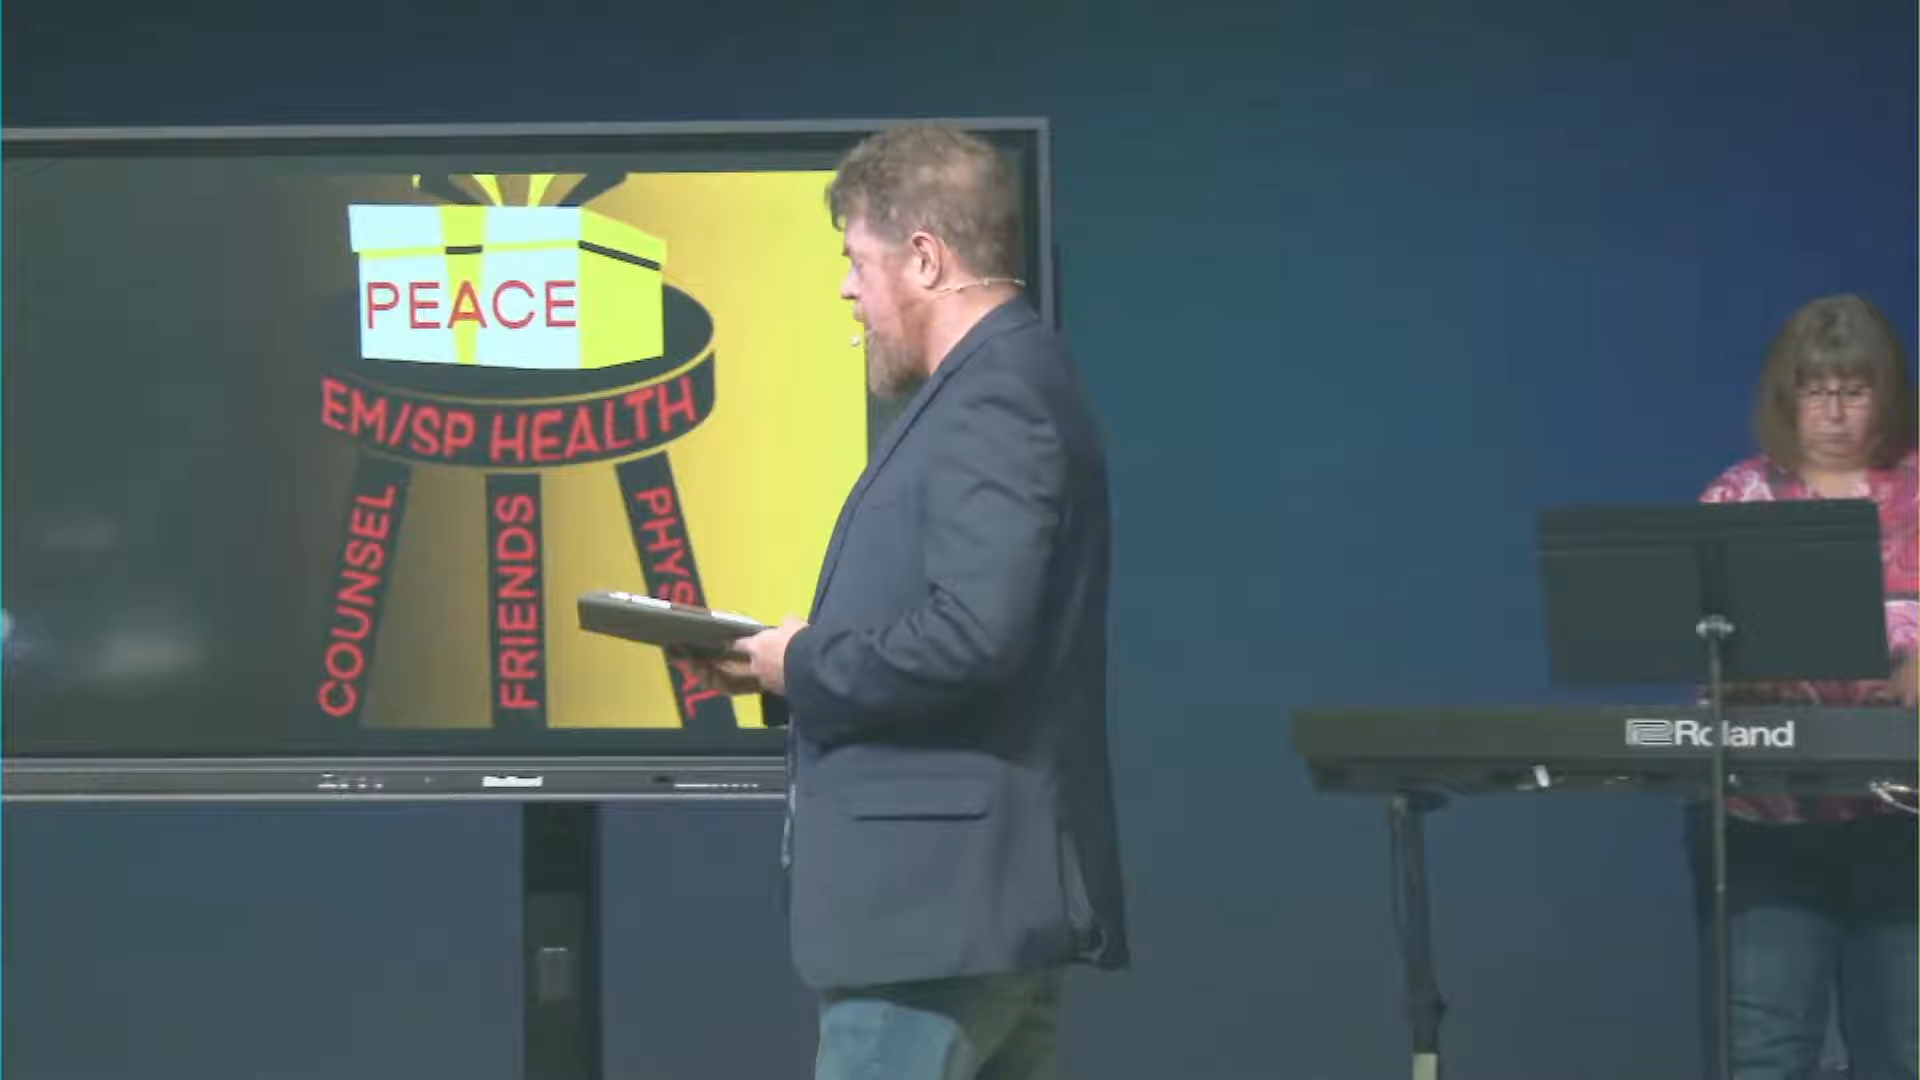 PEACE
EM/SP HEALTH
COUNSEL
FRIENDS
PHYSICAL
Roland